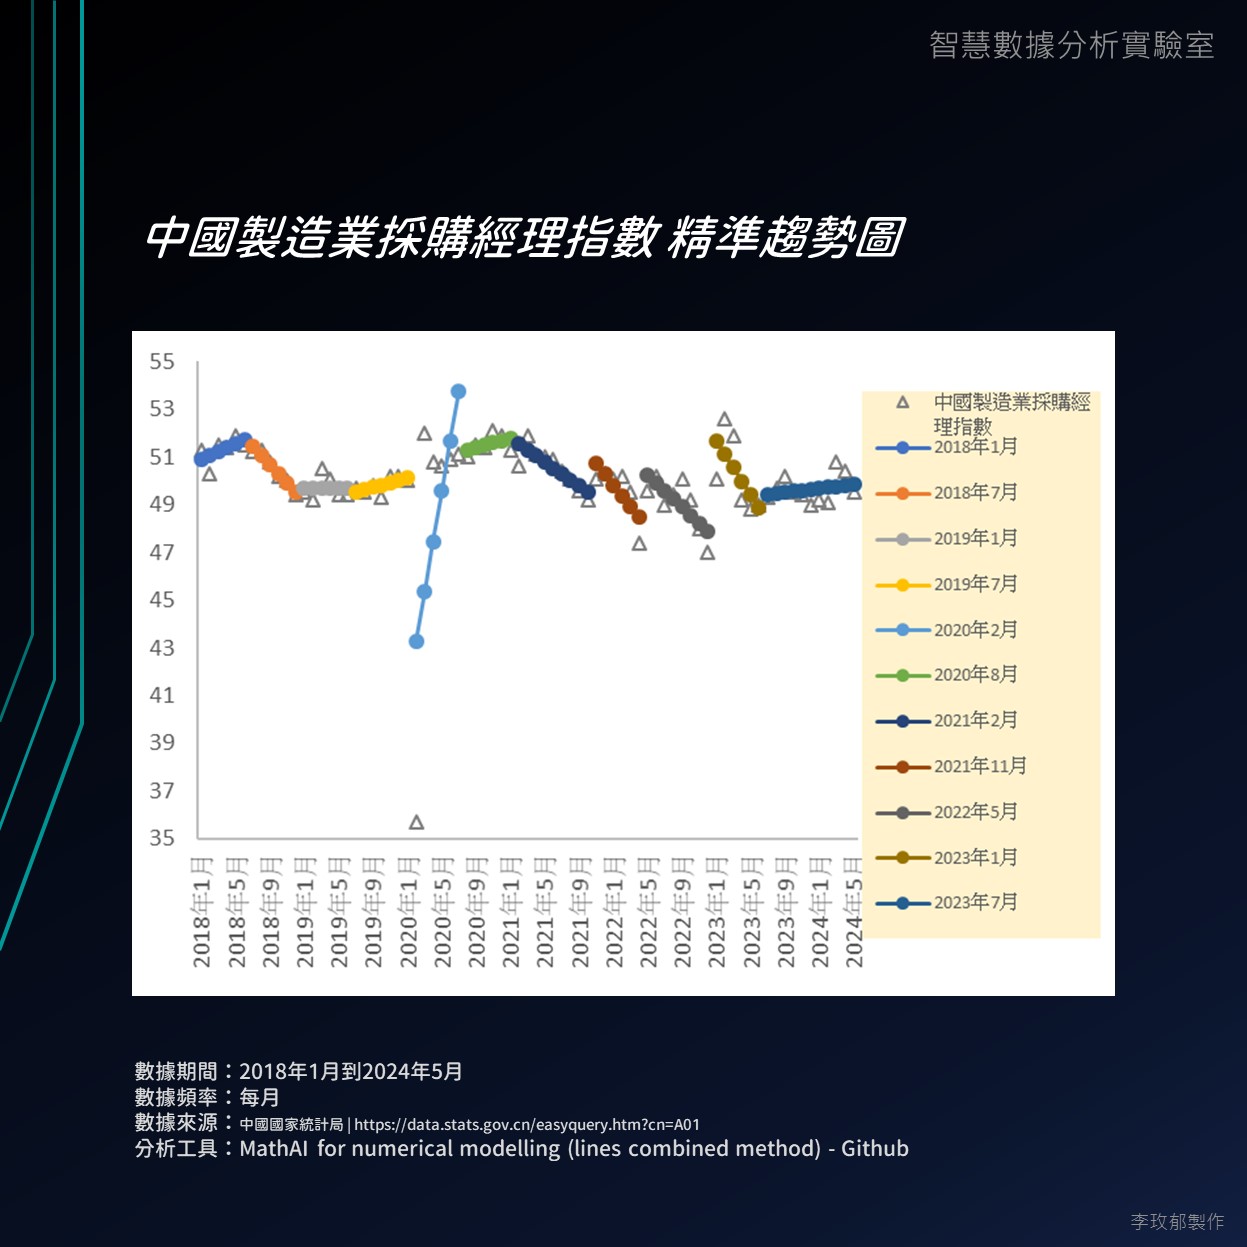 智慧數據分析實驗室
中國製造業採購經理指數 精準趨勢圖
55
53
51
49
47
45
43
41
39
37
35
2018年1月
2018年5月
2018年9月
2019年1月
2019年5月
2019年9月
2020年1月
2020年5月
2020年9月
2021年1月
2021年5月
2021年9月
2022年1月
2022年5月
2022年9月
2023年1月
2023年5月
2023年9月
2024年1月
2024年5月
中國製造業採購經
理指數
2018年1月
2018年7月
2019年1月
2019年7月
2020年2月
2020年8月
2021年2月
2021年11月
2022年5月
2023年1月
2023年7月
數據期間：2018年1月到2024年5月
數據頻率：每月
數據來源：中國國家統計局 | https://data.stats.gov.cn/easyquery.htm?cn=A01
分析工具：MathAI for numerical modelling (lines combined method) - Github
李玫郁製作